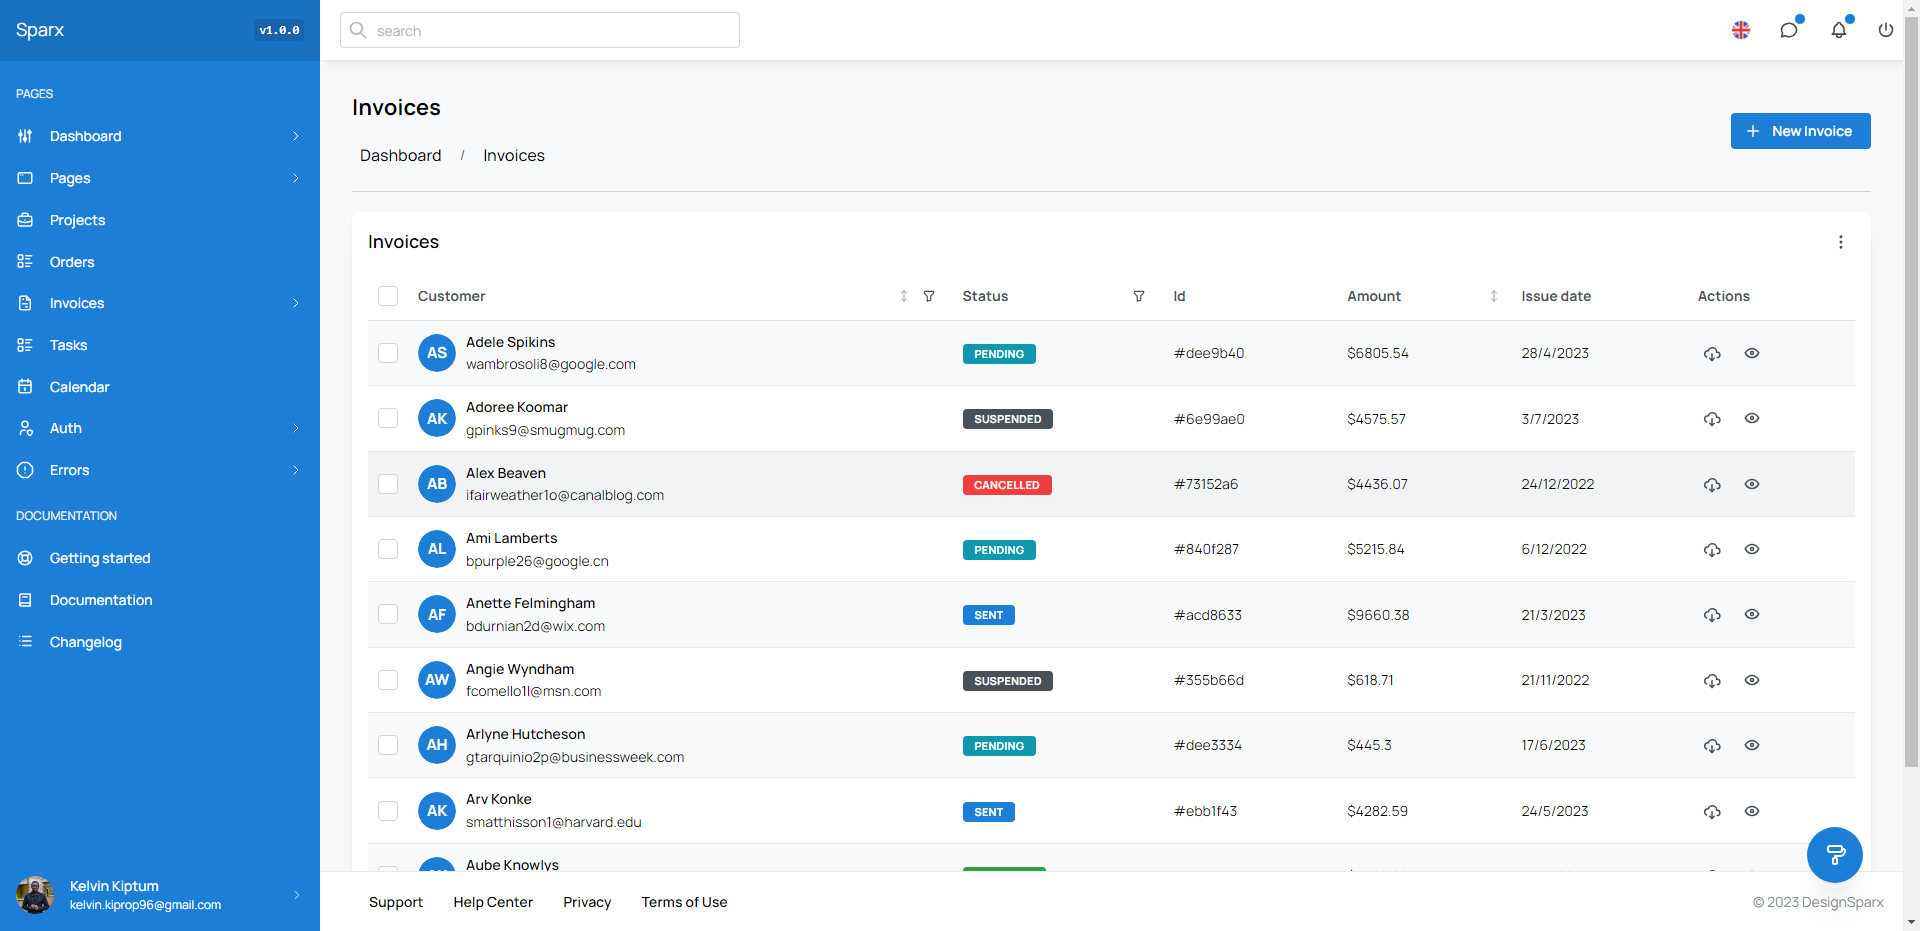 Sparx
v1.0.0
search
PAGES
Dashboard
Pages
Projects
Orders
Invoices
Tasks
Calendar
Auth
Errors
DOCUMENTATION
Getting started
Documentation
Changelog
Kelvin Kiptum
kelvin.kiprop96@gmail.com
Invoices
Dashboard / Invoices
New Invoice
Invoices
Customer Status Id Amount Issue date Actions
AS Adele Spikins
wambrosoli8@google.com
PENDING #dee9b40 $6805.54 28/4/2023
AK Adoree Koomar
gpinks9@smugmug.com
SUSPENDED #6e99ae0 $4575.57 3/7/2023
AB Alex Beaven
ifairweather1o@canalblog.com
CANCELLED #73152a6 $4436.07 24/12/2022
AL Ami Lamberts
bpurple26@google.cn
PENDING #840f287 $5215.84 6/12/2022
AF Anette Felmingham
bdurnian2d@wix.com
SENT #acd8633 $9660.38 21/3/2023
AW Angie Wyndham
fcomello1l@msn.com
SUSPENDED #355b66d $618.71 21/11/2022
AH Arlyne Hutcheson
gtarquinio2p@businessweek.com
PENDING #dee3334 $445.3 17/6/2023
AK Arv Konke
smatthisson1@harvard.edu
SENT #ebb1f43 $4282.59 24/5/2023
Aube Knowlys
Support Help Center Privacy Terms of Use
© 2023 DesignSparx